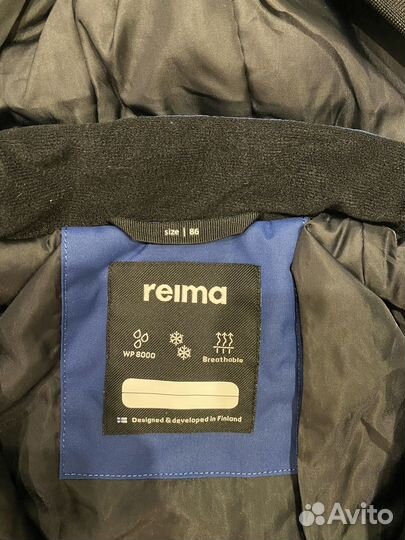 size | 86
reima
WP 8000
Breathable
Designed & developed in Finland
Avito